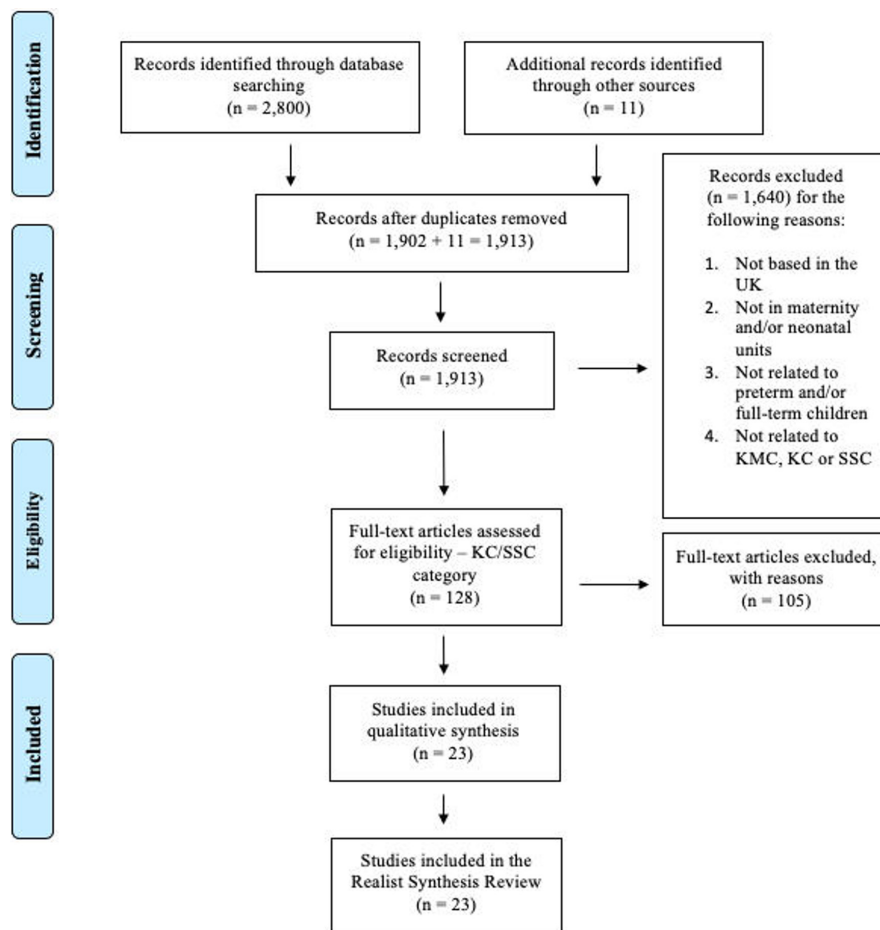 Identification
Records identified through database
searching
(n = 2,800)
Additional records identified
through other sources
(n = 11)
Records after duplicates removed
(n = 1,902 + 11 = 1,913)
Screening
Records screened
(n = 1,913)
Records excluded
(n = 1,640) for the
following reasons:
1. Not based in the
UK
2. Not in maternity
and/or neonatal
units
3. Not related to
preterm and/or
full-term children
4. Not related to
KMC, KC or SSC
Eligibility
Full-text articles assessed
for eligibility – KC/SSC
category
(n = 128)
Full-text articles excluded,
with reasons
(n = 105)
Included
Studies included in
qualitative synthesis
(n = 23)
Studies included in the
Realist Synthesis Review
(n = 23)